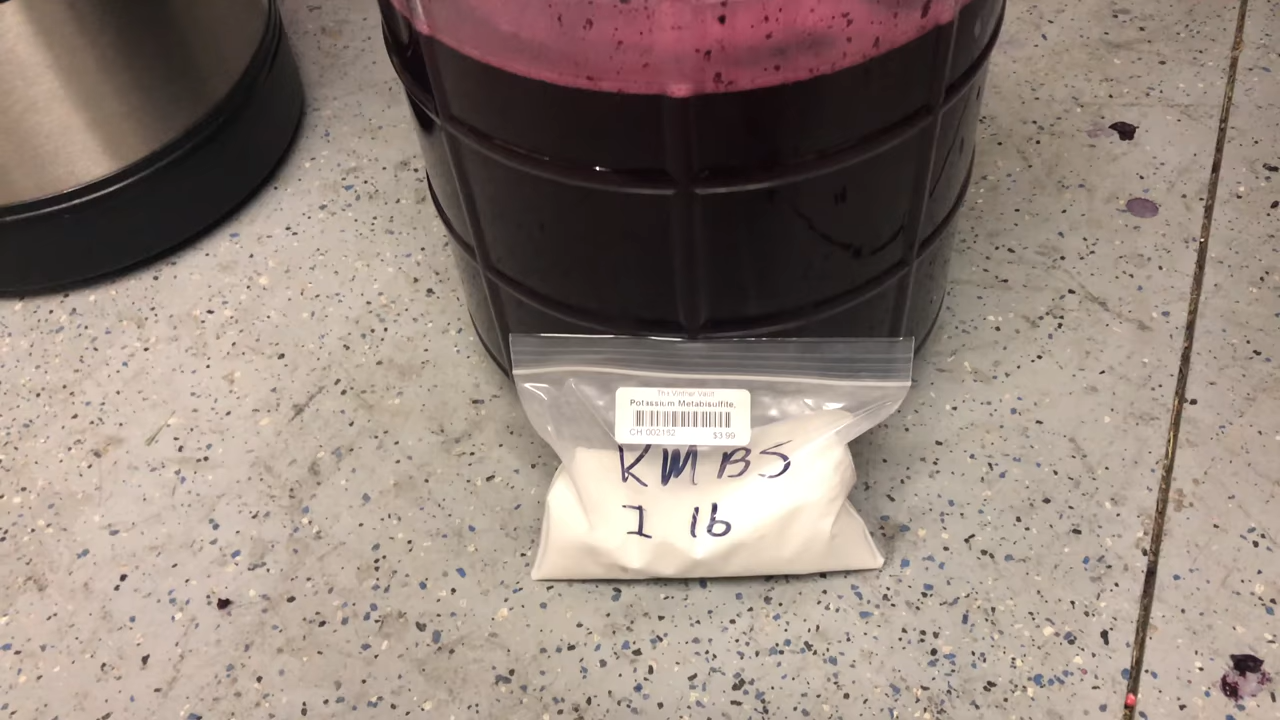 The Vintner Vault
Potassium Metabisulfite,
CH 002152 $3.99
KMBS
1 lb